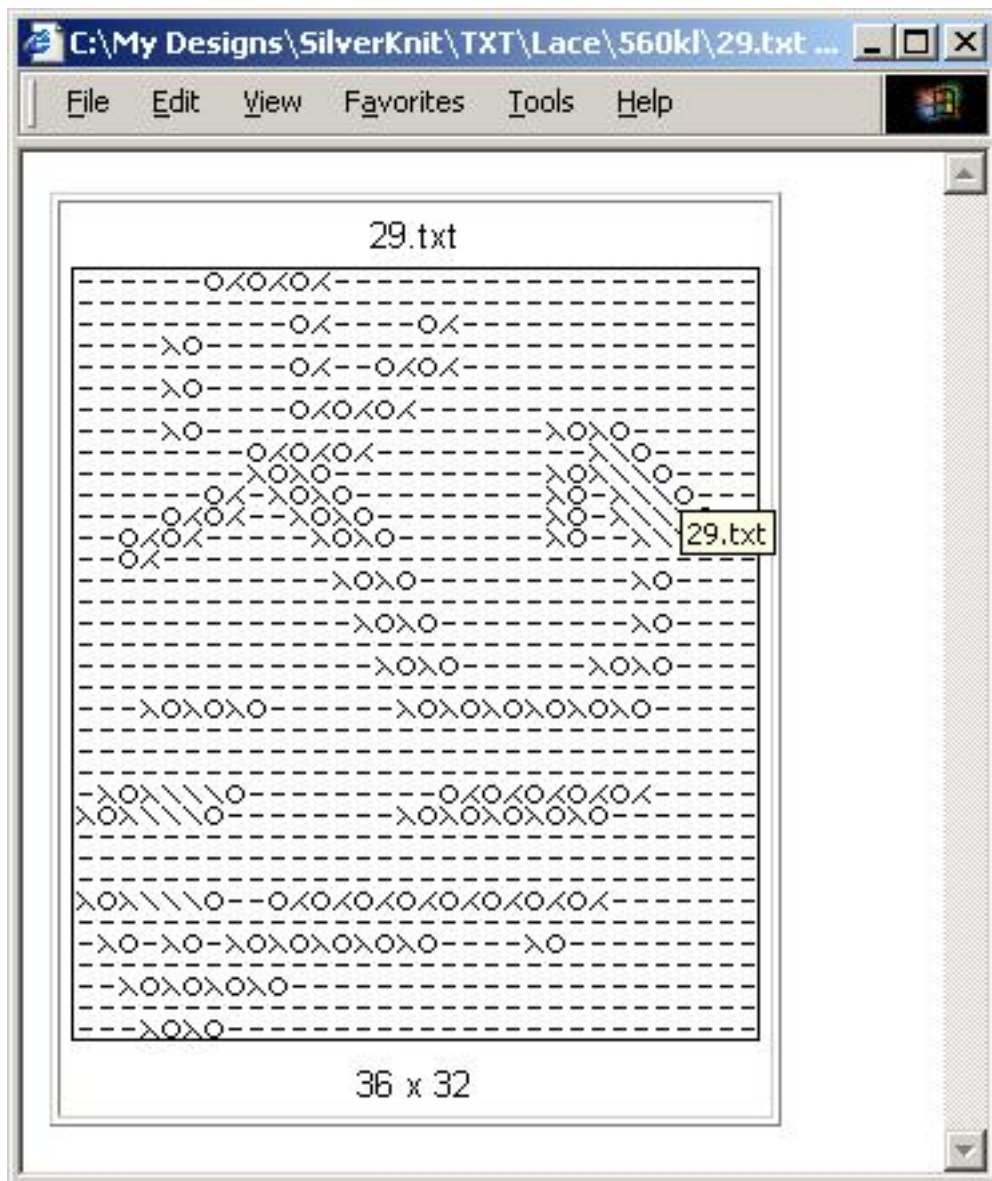 C:\My Designs\SilverKnit\TXT\Lace\560kl\29.txt ...
File Edit View Favorites Tools Help
29.txt
29.txt
36 x 32